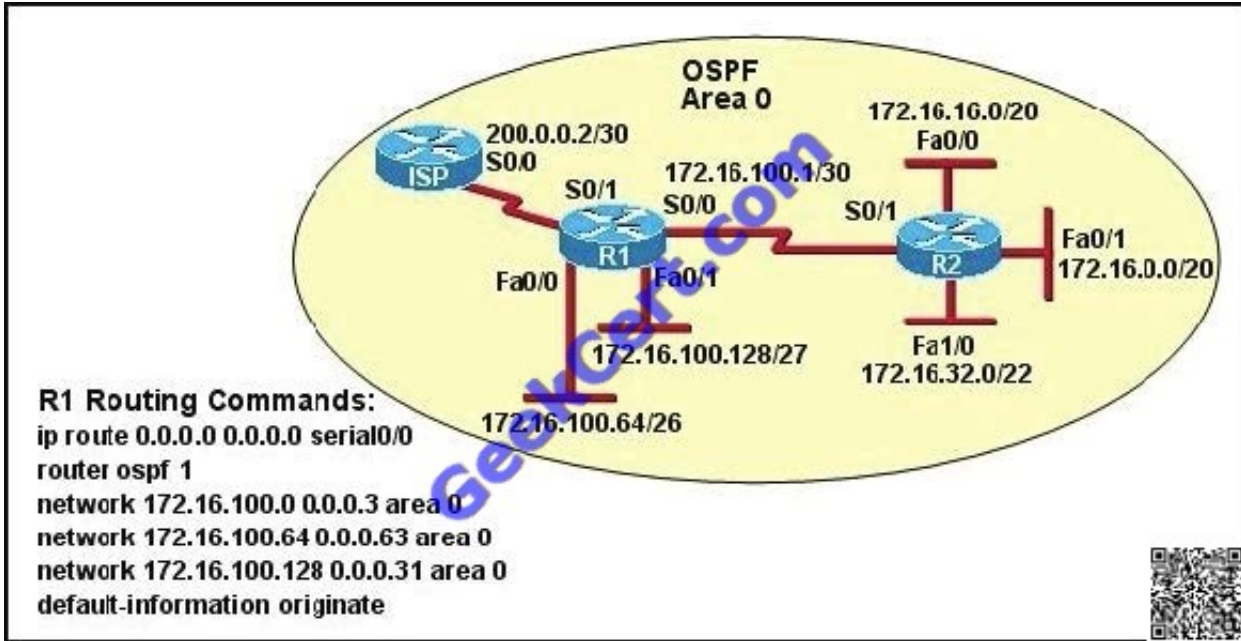 OSPF
Area 0
172.16.16.0/20
Fa0/0
200.0.0.2/30
S0/0
ISP
172.16.100.1/30
S0/1
S0/0
S0/1
R1
R2
Fa0/1
172.16.0.0/20
Fa0/0
Fa0/1
172.16.100.128/27
Fa1/0
172.16.32.0/22
172.16.100.64/26
R1 Routing Commands:
ip route 0.0.0.0 0.0.0.0 serial0/0
router ospf 1
network 172.16.100.0 0.0.0.3 area 0
network 172.16.100.64 0.0.0.63 area 0
network 172.16.100.128 0.0.0.31 area 0
default-information originate
GeekCert.com